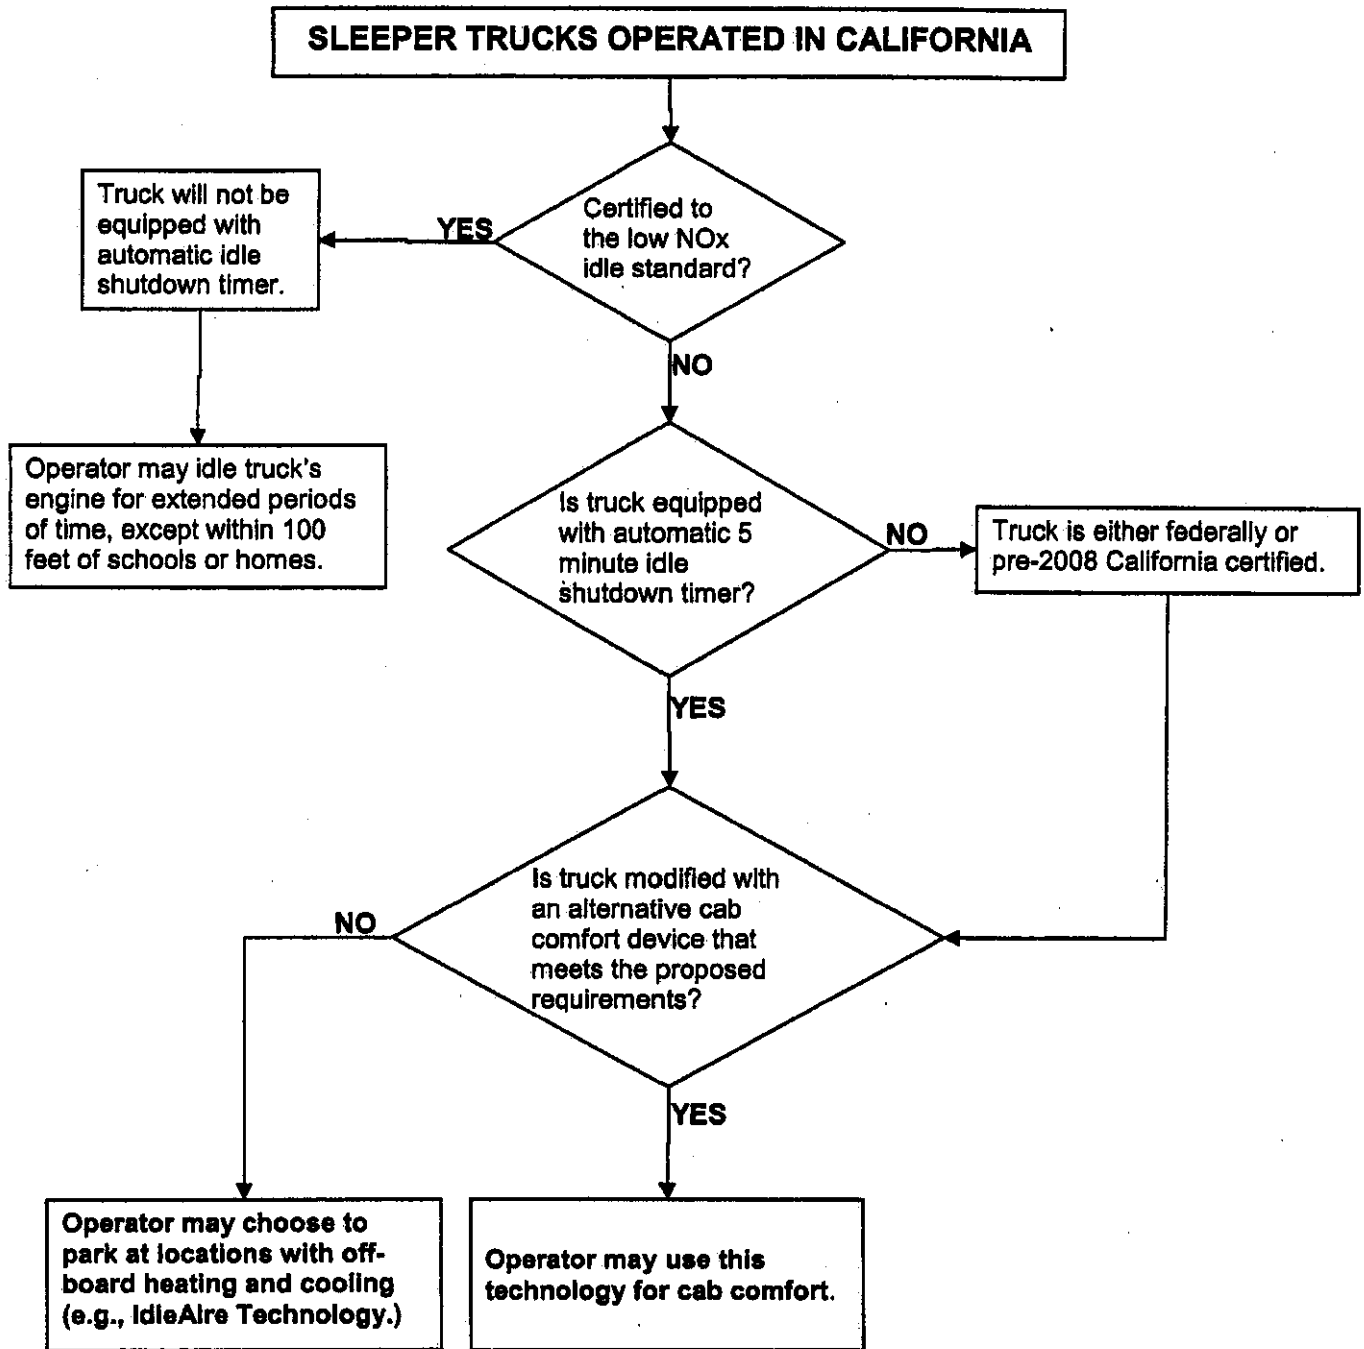 SLEEPER TRUCKS OPERATED IN CALIFORNIA
Certified to
the low NOx
idle standard?
YES
Truck will not be
equipped with
automatic idle
shutdown timer.
Operator may idle truck's
engine for extended periods
of time, except within 100
feet of schools or homes.
NO
Is truck equipped
with automatic 5
minute idle
shutdown timer?
NO
Truck is either federally or
pre-2008 California certified.
YES
Is truck modified with
an alternative cab
comfort device that
meets the proposed
requirements?
NO
Operator may choose to
park at locations with off-
board heating and cooling
(e.g., IdleAire Technology.)
YES
Operator may use this
technology for cab comfort.